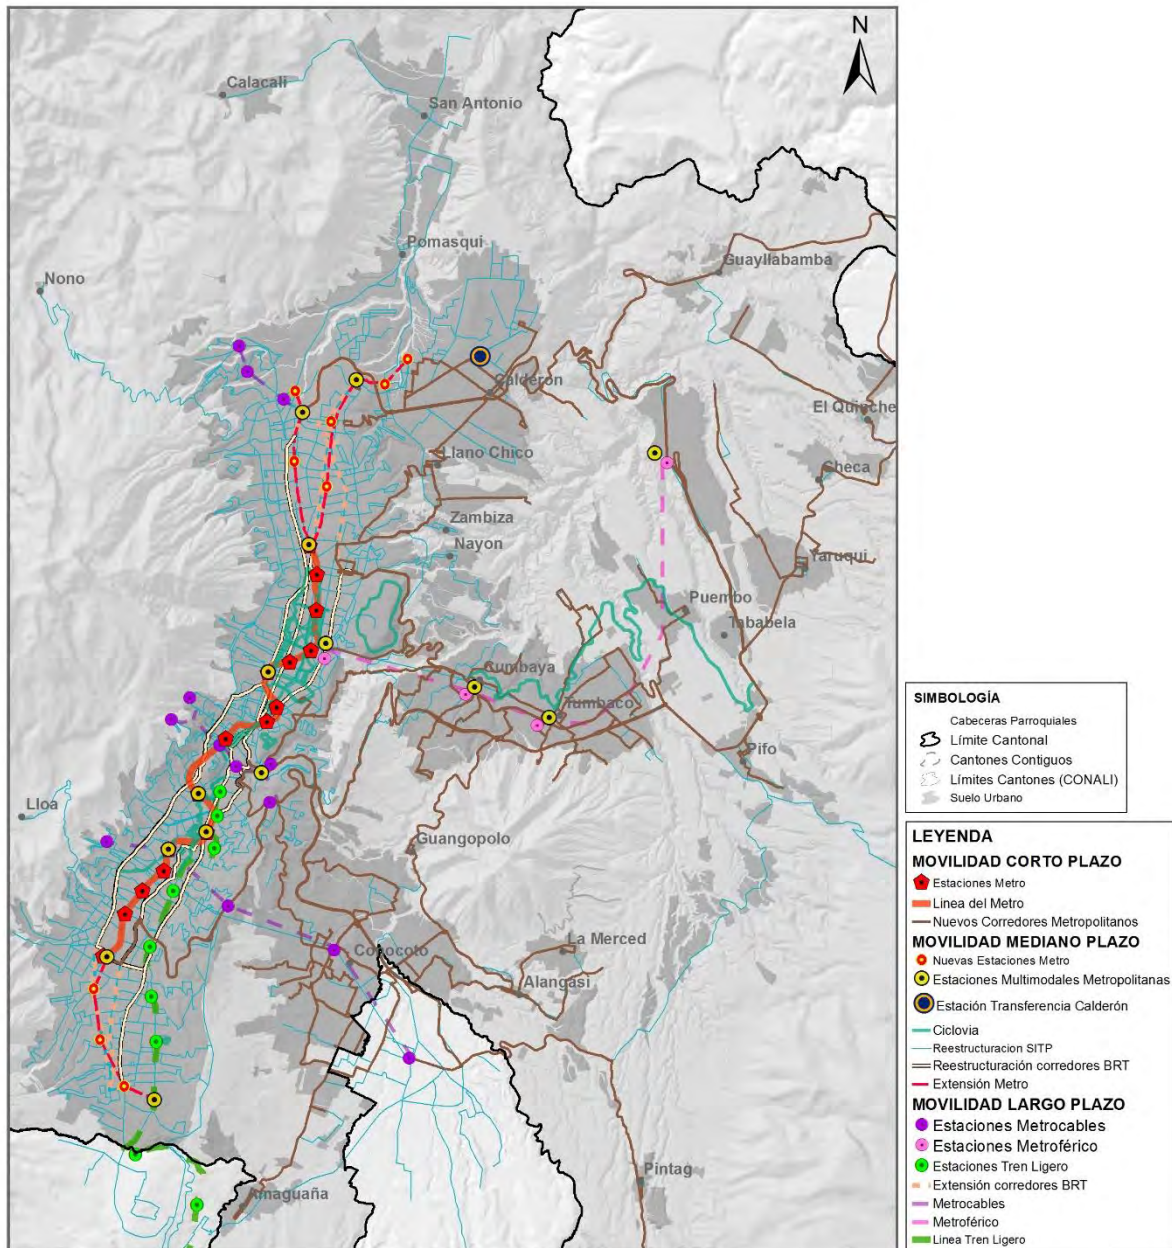 N
Calacali
San Antonio
Pomasqui
Nono
Guayllabamba
Calderon
El Quinche
Llano Chico
Checa
Zambiza
Nayon
Yaruqui
Puembo
Tababela
Cumbaya
Tumbaco
Pifo
Lloa
Guangopolo
La Merced
Conocoto
Alangasi
Pintag
Amaguaña
SIMBOLOGÍA
Cabeceras Parroquiales
Límite Cantonal
Cantones Contiguos
Límites Cantones (CONALI)
Suelo Urbano
LEYENDA
MOVILIDAD CORTO PLAZO
Estaciones Metro
Linea del Metro
Nuevos Corredores Metropolitanos
MOVILIDAD MEDIANO PLAZO
Nuevas Estaciones Metro
Estaciones Multimodales Metropolitanas
Estación Transferencia Calderón
Ciclovia
Reestructuracion SITP
Reestructuración corredores BRT
Extensión Metro
MOVILIDAD LARGO PLAZO
Estaciones Metrocables
Estaciones Metroférico
Estaciones Tren Ligero
Extensión corredores BRT
Metrocables
Metroférico
Linea Tren Ligero